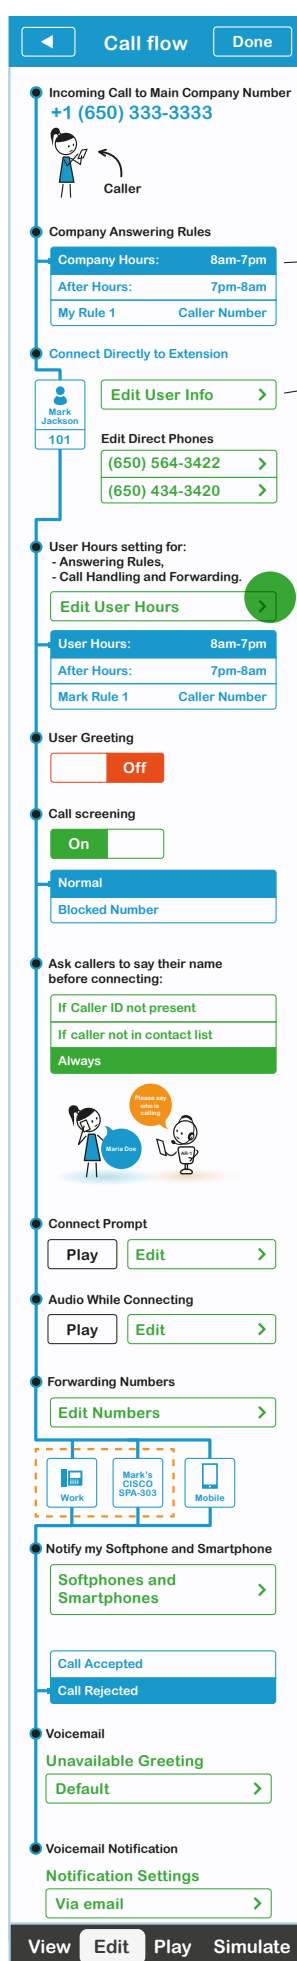 Call flow
Done
Incoming Call to Main Company Number
+1 (650) 333-3333
Caller
Company Answering Rules
Company Hours: 8am-7pm
After Hours: 7pm-8am
My Rule 1 Caller Number
Connect Directly to Extension
Mark
Jackson
101
Edit User Info
Edit Direct Phones
(650) 564-3422
(650) 434-3420
User Hours setting for:
- Answering Rules,
- Call Handling and Forwarding.
Edit User Hours
User Hours: 8am-7pm
After Hours: 7pm-8am
Mark Rule 1 Caller Number
User Greeting
Off
Call screening
On
Normal
Blocked Number
Ask callers to say their name
before connecting:
If Caller ID not present
If caller not in contact list
Always
Please say
who is
calling
Maria Doe
AR-1
Connect Prompt
Play Edit
Audio While Connecting
Play Edit
Forwarding Numbers
Edit Numbers
Work
Mark's
CISCO
SPA-303
Mobile
Notify my Softphone and Smartphone
Softphones and
Smartphones
Call Accepted
Call Rejected
Voicemail
Unavailable Greeting
Default
Voicemail Notification
Notification Settings
Via email
View Edit Play Simulate